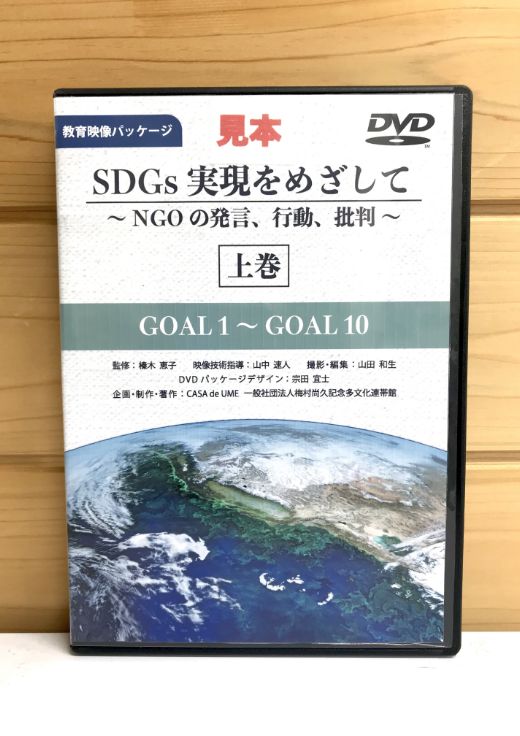 教育映像パッケージ
見本
DVD
SDGs 実現をめざして
～ NGO の発言、行動、批判 ～
上巻
GOAL 1 ～ GOAL 10
監修：榛木 恵子　映像技術指導：山中 速人　撮影・編集：山田 和生
DVD パッケージデザイン：宗田 宜士
企画・制作・著作：CASA de UME 一般社団法人梅村尚久記念多文化連帯館